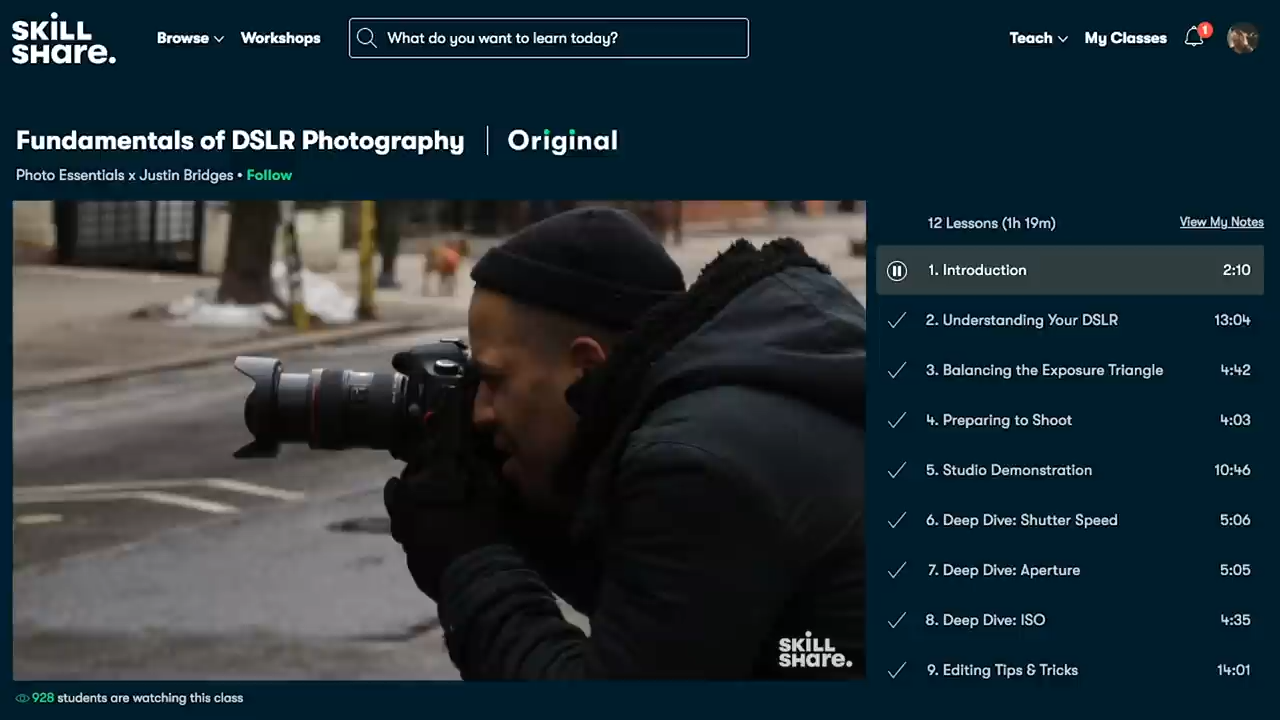 SKiLL
SHare.
Browse
Workshops
What do you want to learn today?
Teach
My Classes
1
Fundamentals of DSLR Photography | Original
Photo Essentials x Justin Bridges • Follow
12 Lessons (1h 19m)
View My Notes
1. Introduction 2:10
2. Understanding Your DSLR 13:04
3. Balancing the Exposure Triangle 4:42
4. Preparing to Shoot 4:03
5. Studio Demonstration 10:46
6. Deep Dive: Shutter Speed 5:06
7. Deep Dive: Aperture 5:05
8. Deep Dive: ISO 4:35
9. Editing Tips & Tricks 14:01
SKiLL
SHare.
928 students are watching this class